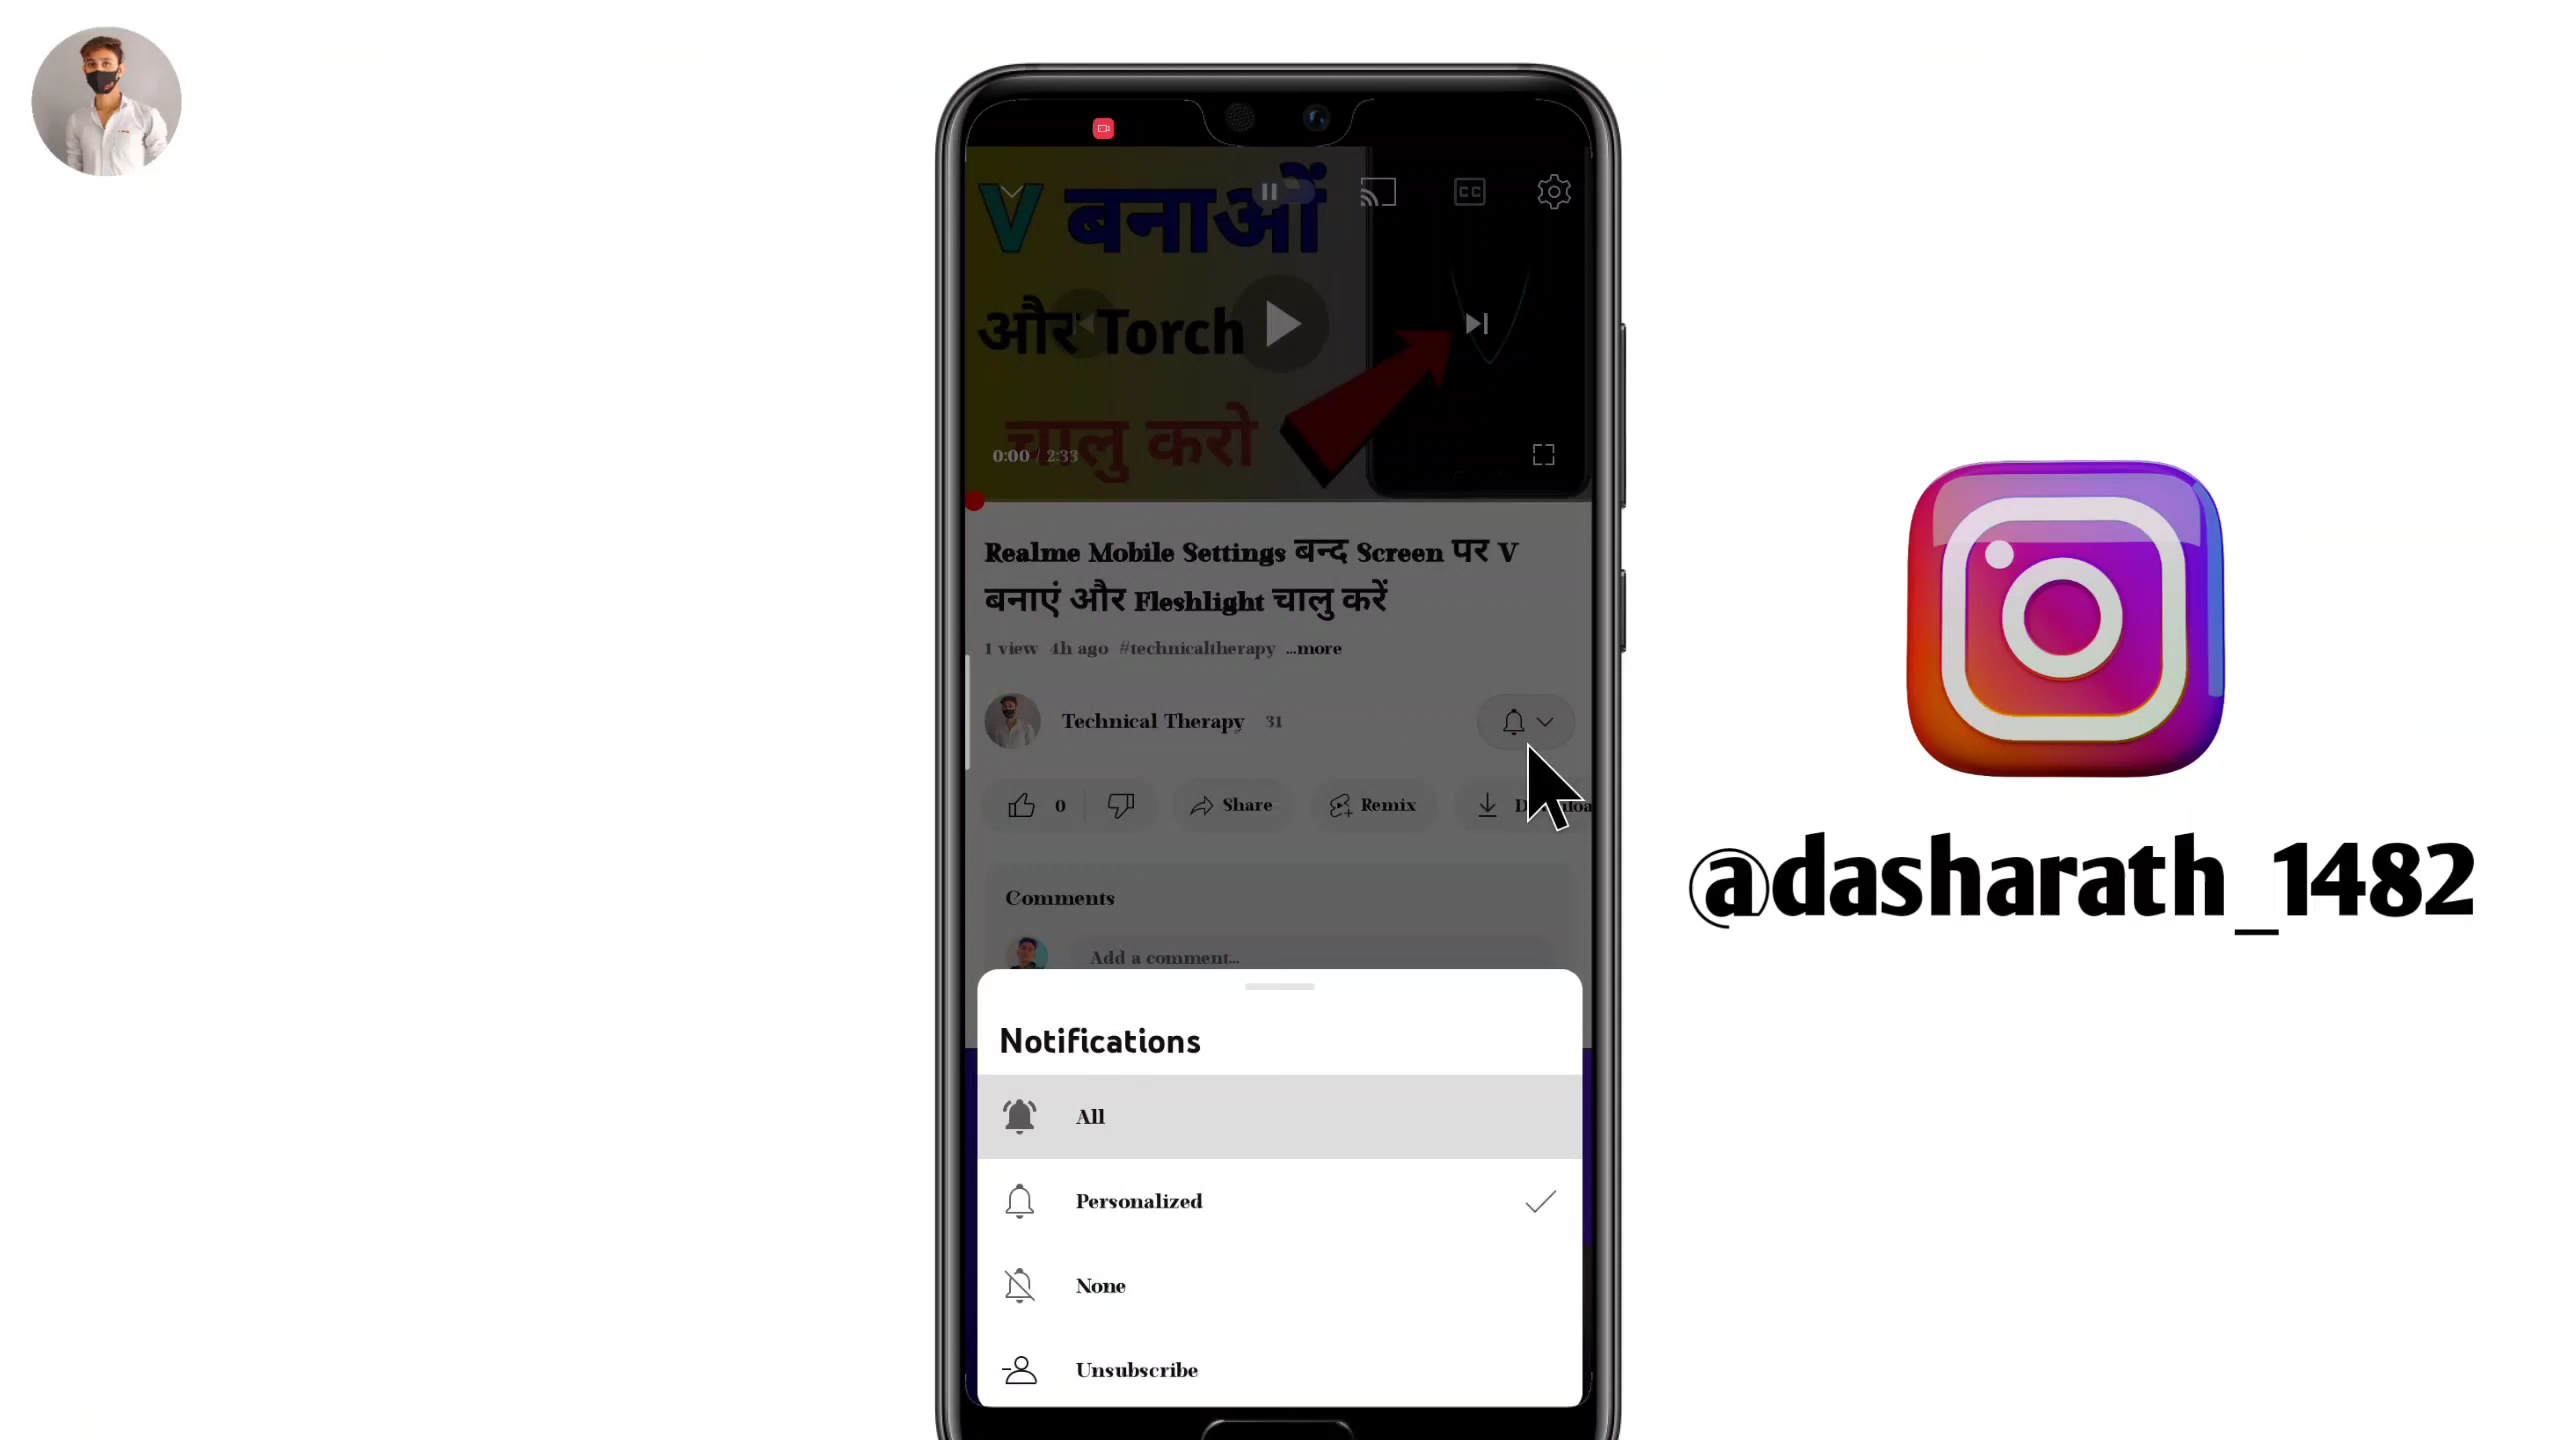 V बनाओं
और Torch
चालु करो
0:00 / 2:33
Realme Mobile Settings बन्द Screen पर V
बनाएं और Fleshlight चालु करें
1 view 4h ago #technicaltherapy ...more
Technical Therapy 31
0 Share Remix
Comments
Add a comment...
Notifications
All
Personalized
None
Unsubscribe
@dasharath_1482